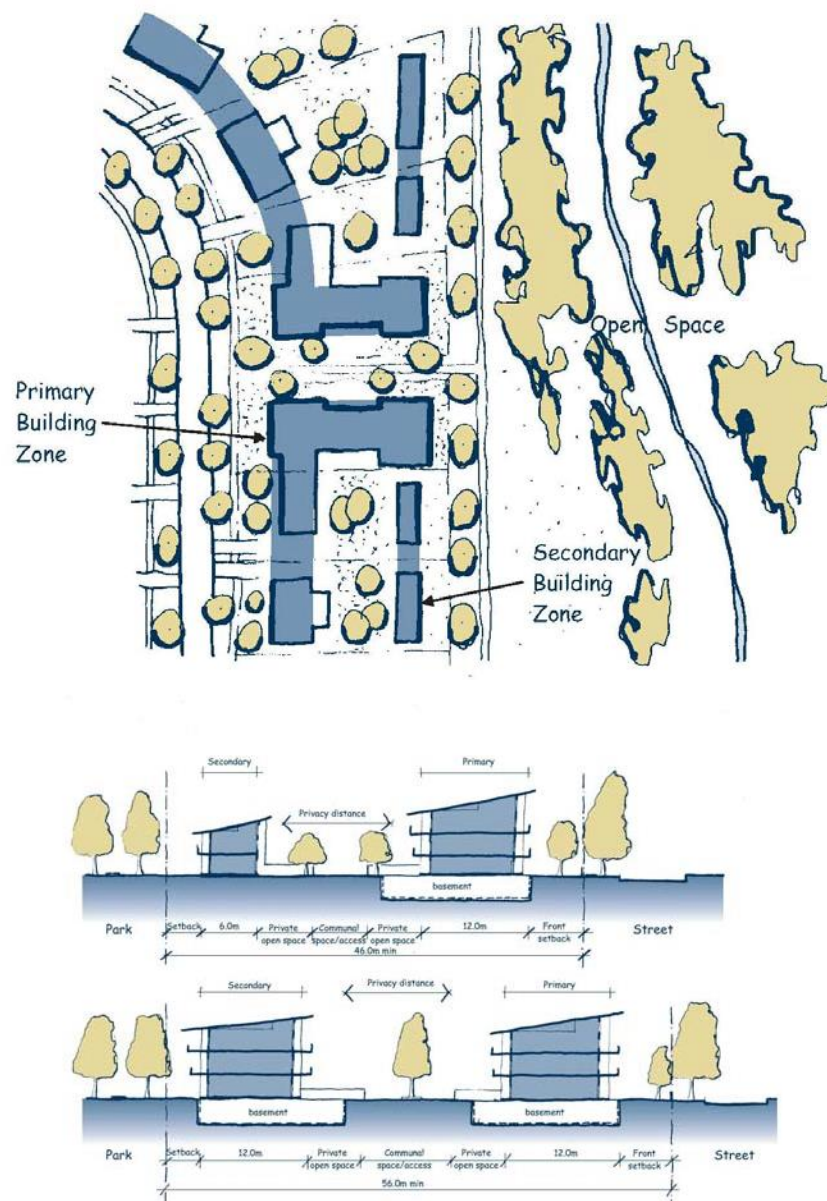 Open Space
Primary
Building
Zone
Secondary
Building
Zone
Secondary
Primary
Privacy distance
basement
Park
Setback
6.0m
Private
open space
Communal
space/access
Private
open space
12.0m
Front
setback
Street
46.0m min
Secondary
Privacy distance
Primary
basement
basement
Park
Setback
12.0m
Private
open space
Communal
space/access
Private
open space
12.0m
Front
setback
Street
56.0m min